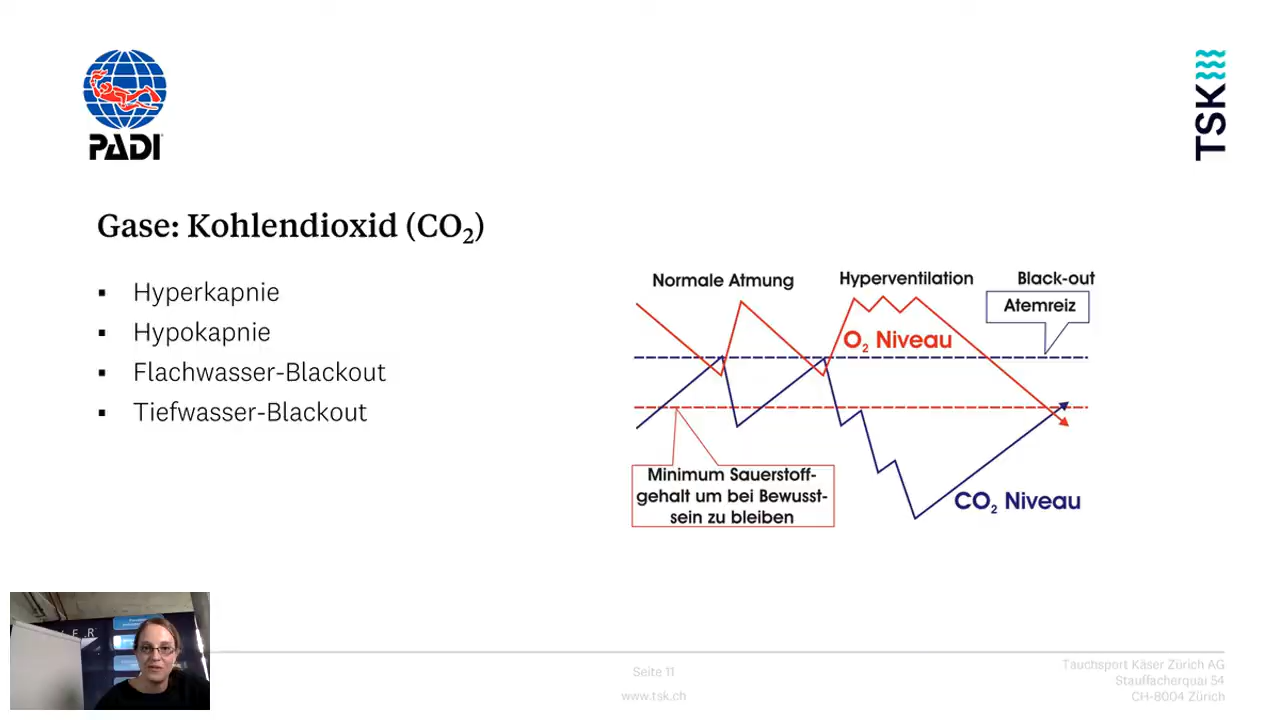 PADI
TSK
Gase: Kohlendioxid (CO₂)
▪ Hyperkapnie
▪ Hypokapnie
▪ Flachwasser-Blackout
▪ Tiefwasser-Blackout
Normale Atmung
Hyperventilation
Black-out
Atemreiz
O₂ Niveau
Minimum Sauerstoff-
gehalt um bei Bewusst-
sein zu bleiben
CO₂ Niveau
Seite 11
www.tsk.ch
Tauchsport Käser Zürich AG
Stauffacherquai 54
CH-8004 Zürich